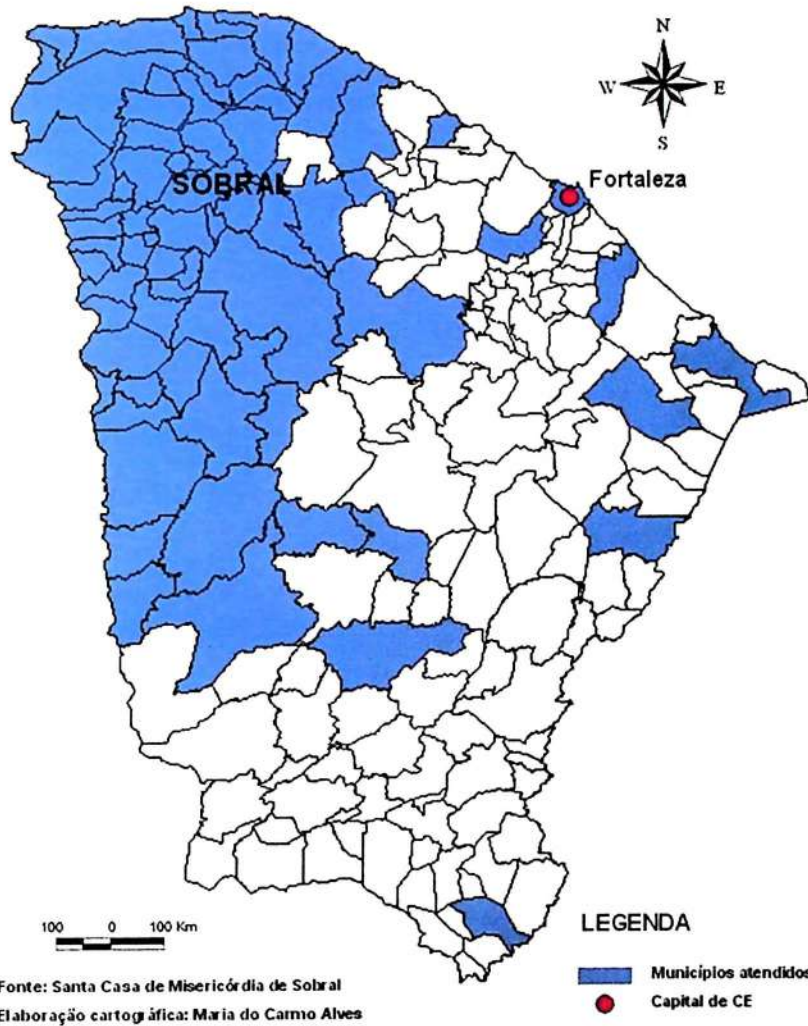 N
W E
S
SOBRAL
Fortaleza
100 0 100 Km
LEGENDA
Municípios atendidos
Capital de CE
Fonte: Santa Casa de Misericórdia de Sobral
Elaboração cartográfica: Maria do Carmo Alves